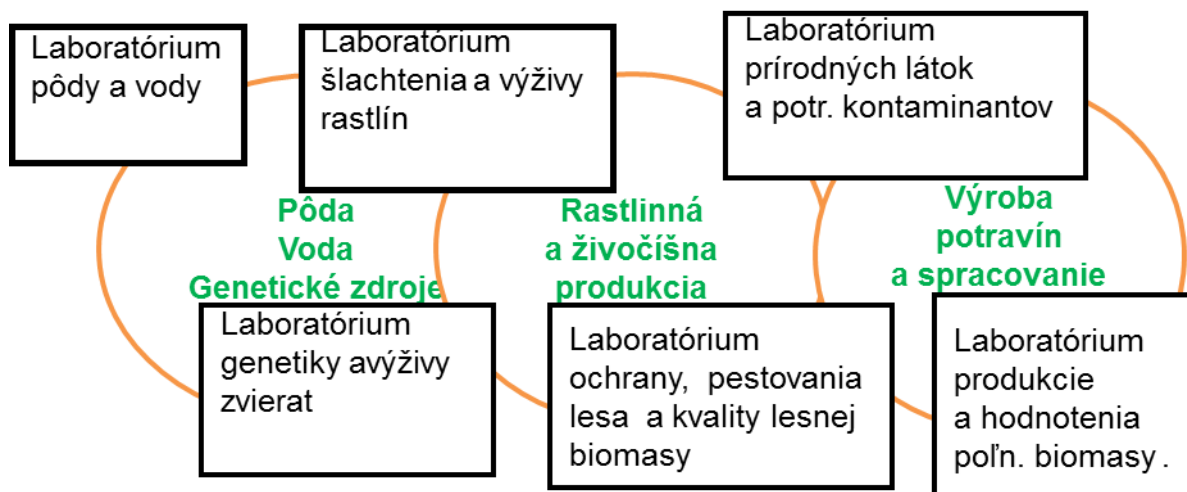 Laboratórium
pôdy a vody
Laboratórium
šlachtenia a výživy
rastlín
Laboratórium
prírodných látok
a potr. kontaminantov
Pôda
Voda
Genetické zdroje
Rastlinná
a živočíšna
produkcia
Výroba
potravín
a spracovanie
Laboratórium
genetiky avýživy
zvierat
Laboratórium
ochrany, pestovania
lesa a kvality lesnej
biomasy
Laboratórium
produkcie
a hodnotenia
poľn. biomasy .